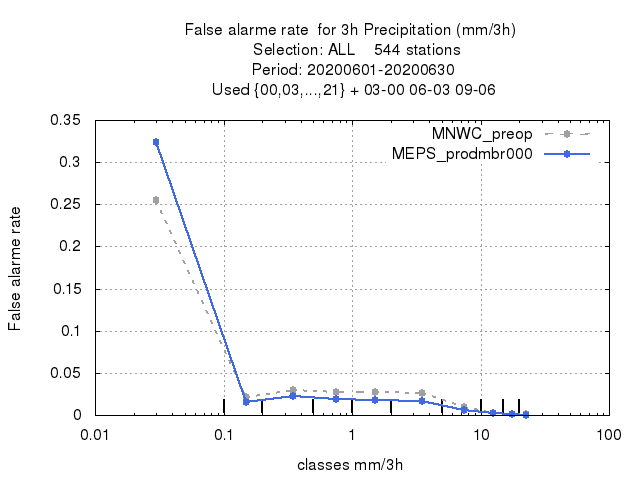 False alarme rate  for 3h Precipitation (mm/3h)
Selection: ALL    544 stations
Period: 20200601-20200630
Used {00,03,...,21} + 03-00 06-03 09-06
MNWC_preop
MEPS_prodmbr000
0.35
0.3
0.25
0.2
0.15
0.1
0.05
0
False alarme rate
0.01 0.1 1 10 100
classes mm/3h